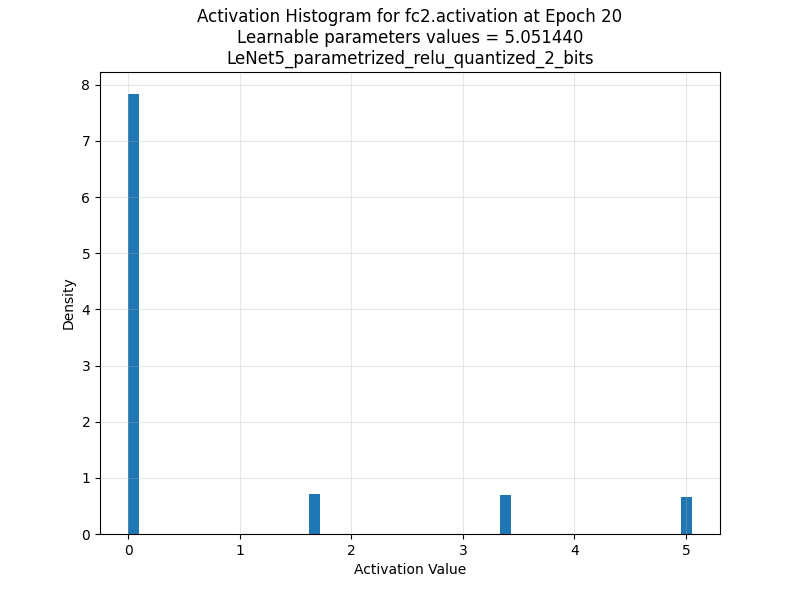 Activation Histogram for fc2.activation at Epoch 20
Learnable parameters values = 5.051440
LeNet5_parametrized_relu_quantized_2_bits
8
7
6
5
4
3
2
1
0
Density
0 1 2 3 4 5
Activation Value